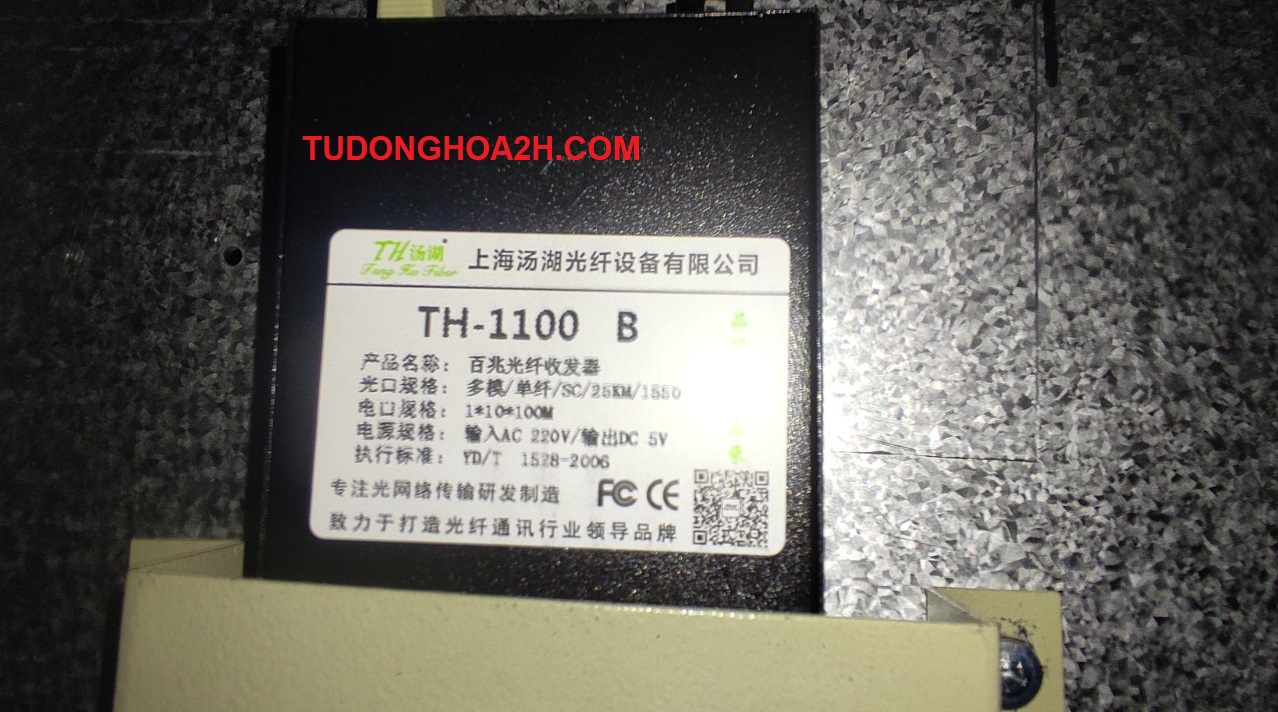 TUDONGHOA2H.COM
TH汤湖
Tang Hu Fiber
上海汤湖光纤设备有限公司
TH-1100 B
产品名称: 百兆光纤收发器
光口规格: 多模/单纤/SC/25KM/1550
电口规格: 1*10*100M
电源规格: 输入AC 220V/输出DC 5V
执行标准: YD/T 1528-2006
专注光网络传输研发制造 FC CE
致力于打造光纤通讯行业领导品牌